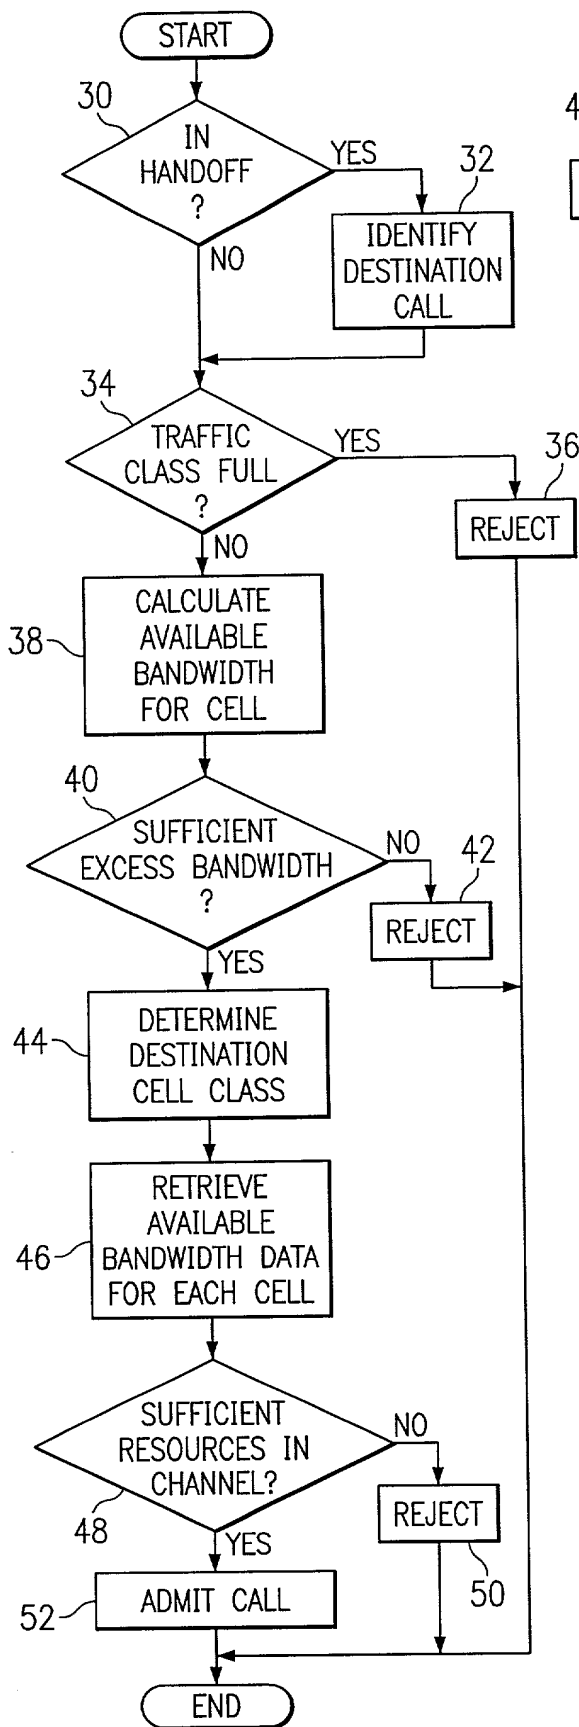 START
30
4
IN
HANDOFF
?
YES
32
IDENTIFY
DESTINATION
CALL
NO
34
TRAFFIC
CLASS FULL
?
YES
36
REJECT
NO
38
CALCULATE
AVAILABLE
BANDWIDTH
FOR CELL
40
SUFFICIENT
EXCESS BANDWIDTH
?
NO
42
REJECT
YES
44
DETERMINE
DESTINATION
CELL CLASS
46
RETRIEVE
AVAILABLE
BANDWIDTH DATA
FOR EACH CELL
SUFFICIENT
RESOURCES IN
CHANNEL?
NO
48
REJECT
50
YES
52
ADMIT CALL
END